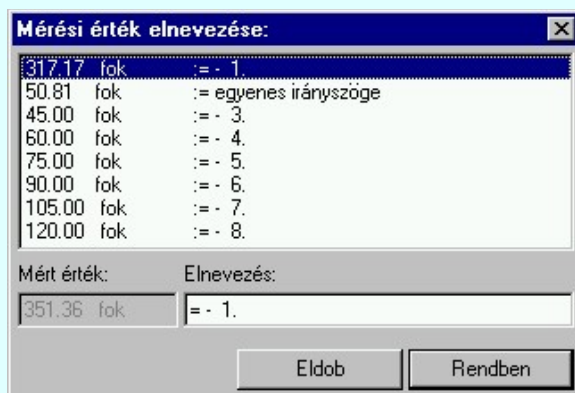 Mérési érték elnevezése:
317.17 fok := - 1.
50.81 fok := egyenes irányszöge
45.00 fok := - 3.
60.00 fok := - 4.
75.00 fok := - 5.
90.00 fok := - 6.
105.00 fok := - 7.
120.00 fok := - 8.
Mért érték: Elnevezés:
351.36 fok = - 1.
Eldob Rendben